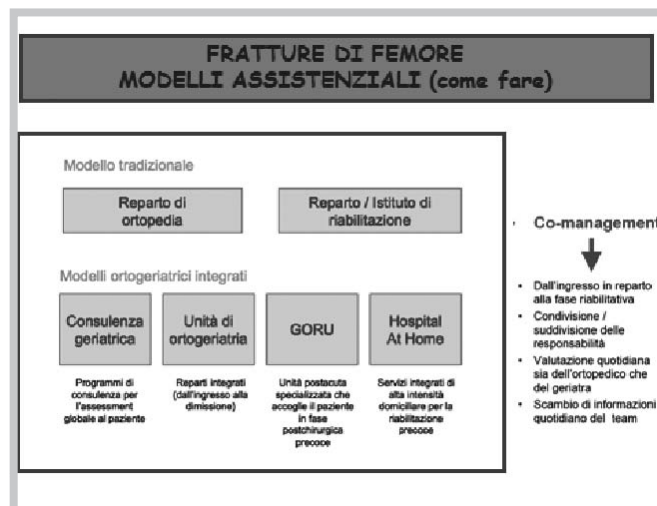 FRATTURE DI FEMORE
MODELLI ASSISTENZIALI (come fare)
Modello tradizionale
Reparto di
ortopedia
Reparto / Istituto di
riabilitazione
Modelli ortogeriatrici integrati
Consulenza
geriatrica
Unità di
ortogeriatria
GORU
Hospital
At Home
Programmi di
consulenza per
l'assessment
globale al paziente
Reparti integrati
(dall'ingresso alla
dimissione)
Unità postacuta
specializzata che
accoglie il paziente
in fase
postchirurgica
precoce
Servizi integrati di
alta intensità
domiciliare per la
riabilitazione
precoce
· Co-management
• Dall'ingresso in reparto
alla fase riabilitativa
• Condivisione /
suddivisione delle
responsabilità
• Valutazione quotidiana
sia dell'ortopedico che
del geriatra
• Scambio di informazioni
quotidiano del team